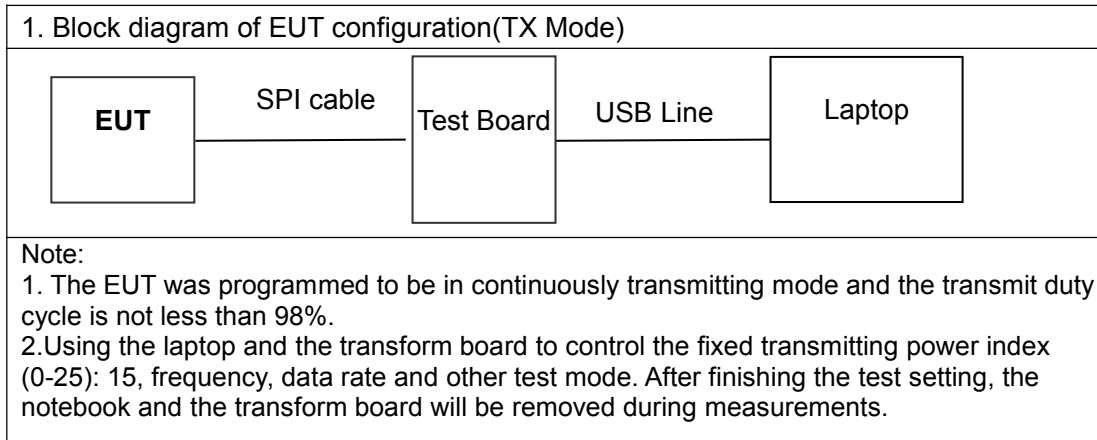 1. Block diagram of EUT configuration(TX Mode)
EUT
SPI cable
Test Board
USB Line
Laptop
Note:
1. The EUT was programmed to be in continuously transmitting mode and the transmit duty
cycle is not less than 98%.
2.Using the laptop and the transform board to control the fixed transmitting power index
(0-25): 15, frequency, data rate and other test mode. After finishing the test setting, the
notebook and the transform board will be removed during measurements.